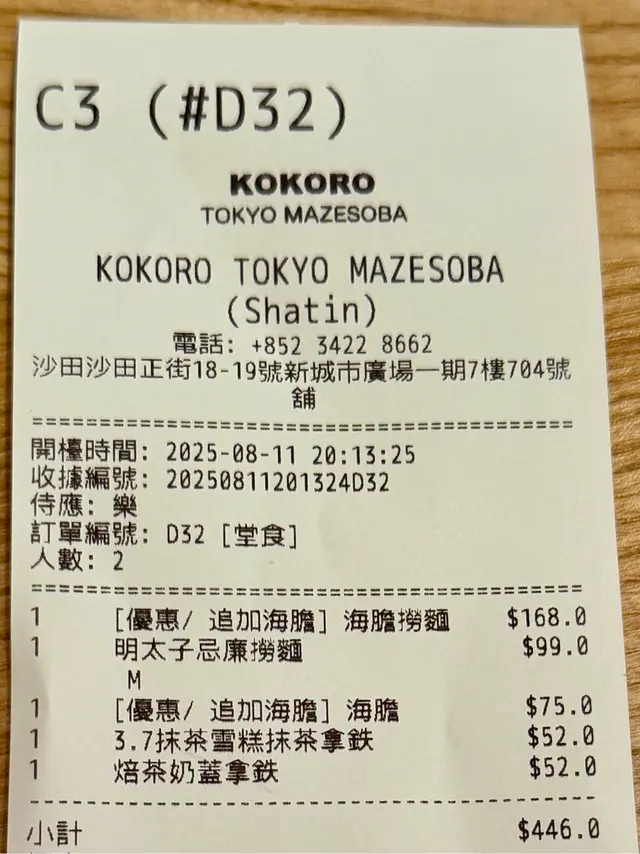 C3 (#D32)
KOKORO
TOKYO MAZESOBA
KOKORO TOKYO MAZESOBA
(Shatin)
電話: +852 3422 8662
沙田沙田正街18-19號新城市廣場一期7樓704號
舖
================================================
開檯時間: 2025-08-11 20:13:25
收據編號: 20250811201324D32
侍應: 樂
訂單編號: D32 [堂食]
人數: 2
================================================
1 [優惠/ 追加海膽] 海膽撈麵 $168.0
1 明太子忌廉撈麵 $99.0
M
1 [優惠/ 追加海膽] 海膽 $75.0
1 3.7抹茶雪糕抹茶拿鉄 $52.0
1 焙茶奶蓋拿鉄 $52.0
------------------------------------------------
小計 $446.0